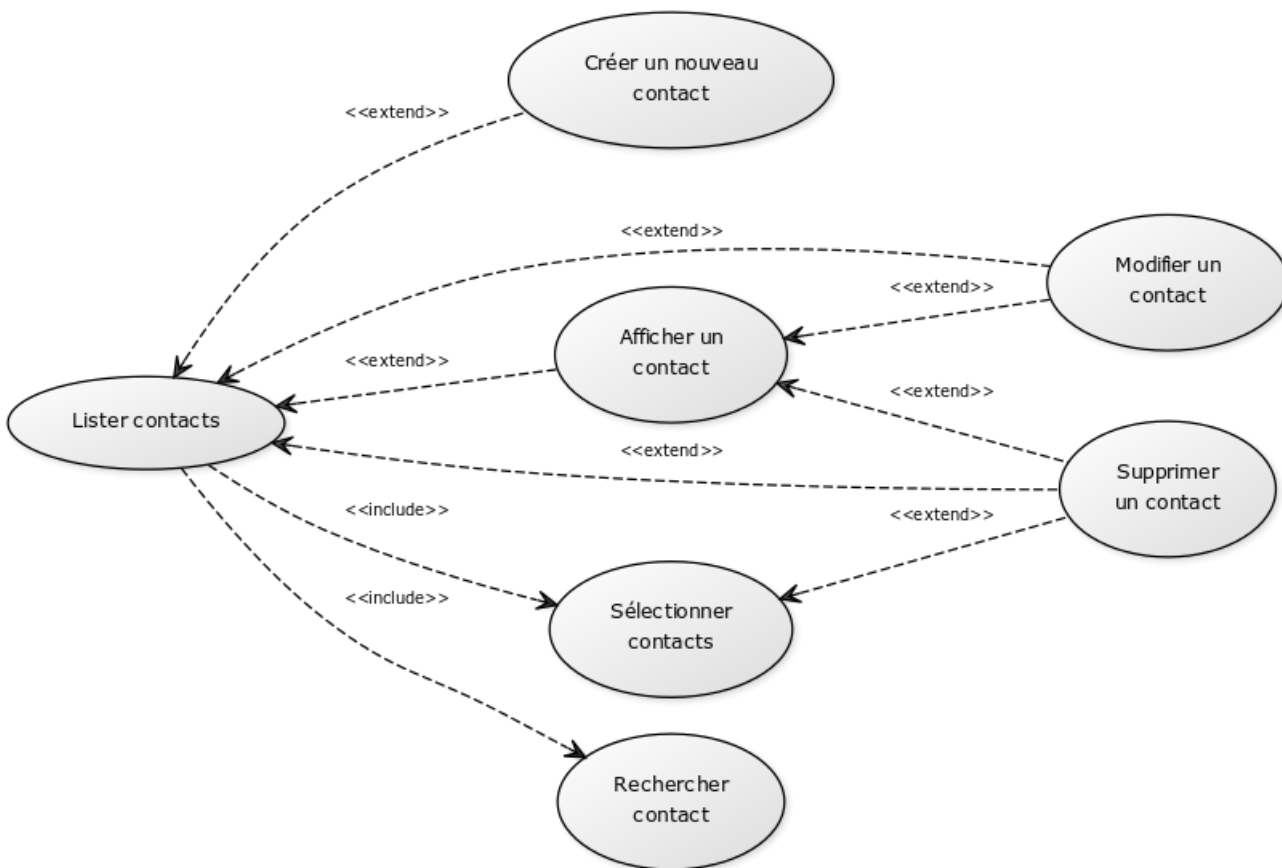 Créer un nouveau
contact
<<extend>>
<<extend>>
Modifier un
contact
<<extend>>
Afficher un
contact
<<extend>>
Lister contacts
<<extend>>
<<extend>>
Supprimer
un contact
<<include>>
<<extend>>
<<include>>
Sélectionner
contacts
Rechercher
contact